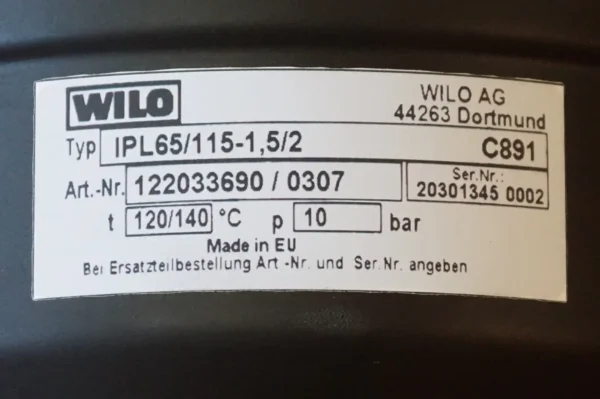 WILO
WILO AG
44263 Dortmund
Typ IPL65/115-1,5/2 C891
Art.-Nr. 122033690 / 0307
Ser.Nr.:
20301345 0002
t 120/140 °C p 10 bar
Made in EU
Bei Ersatzteilbestellung Art -Nr. und Ser.Nr. angeben